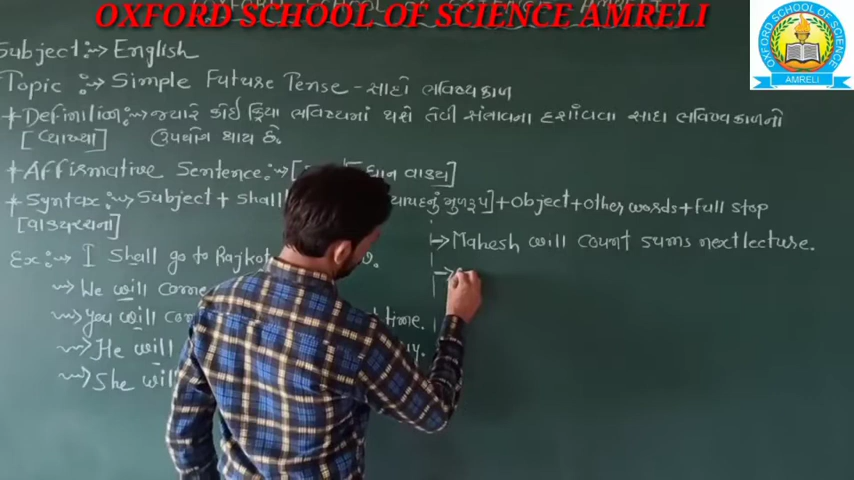 OXFORD SCHOOL OF SCIENCE AMRELI
OXFORD SCHOOL OF SCIENCE
AMRELI
Subject :→ English
Topic :→ Simple Future Tense - સાદો ભવિષ્યકાળ
* Definition :→ જ્યારે કોઈ ક્રિયા ભવિષ્યમાં થશે તેવી સંભાવના દર્શાવવા સાદા ભવિષ્યકાળનો
[વ્યાખ્યા] ઉપયોગ થાય છે.
* Affirmative Sentence :→ વાક્ય]
* Syntax :→ Subject + Shall નું મુળરૂપ] + Object + other words + full stop
[વાક્યરચના]
Ex :→ I Shall go to Rajkot
→ We will come
→ You will time.
→ He will
→ She will
→ Mahesh will count sums next lecture.